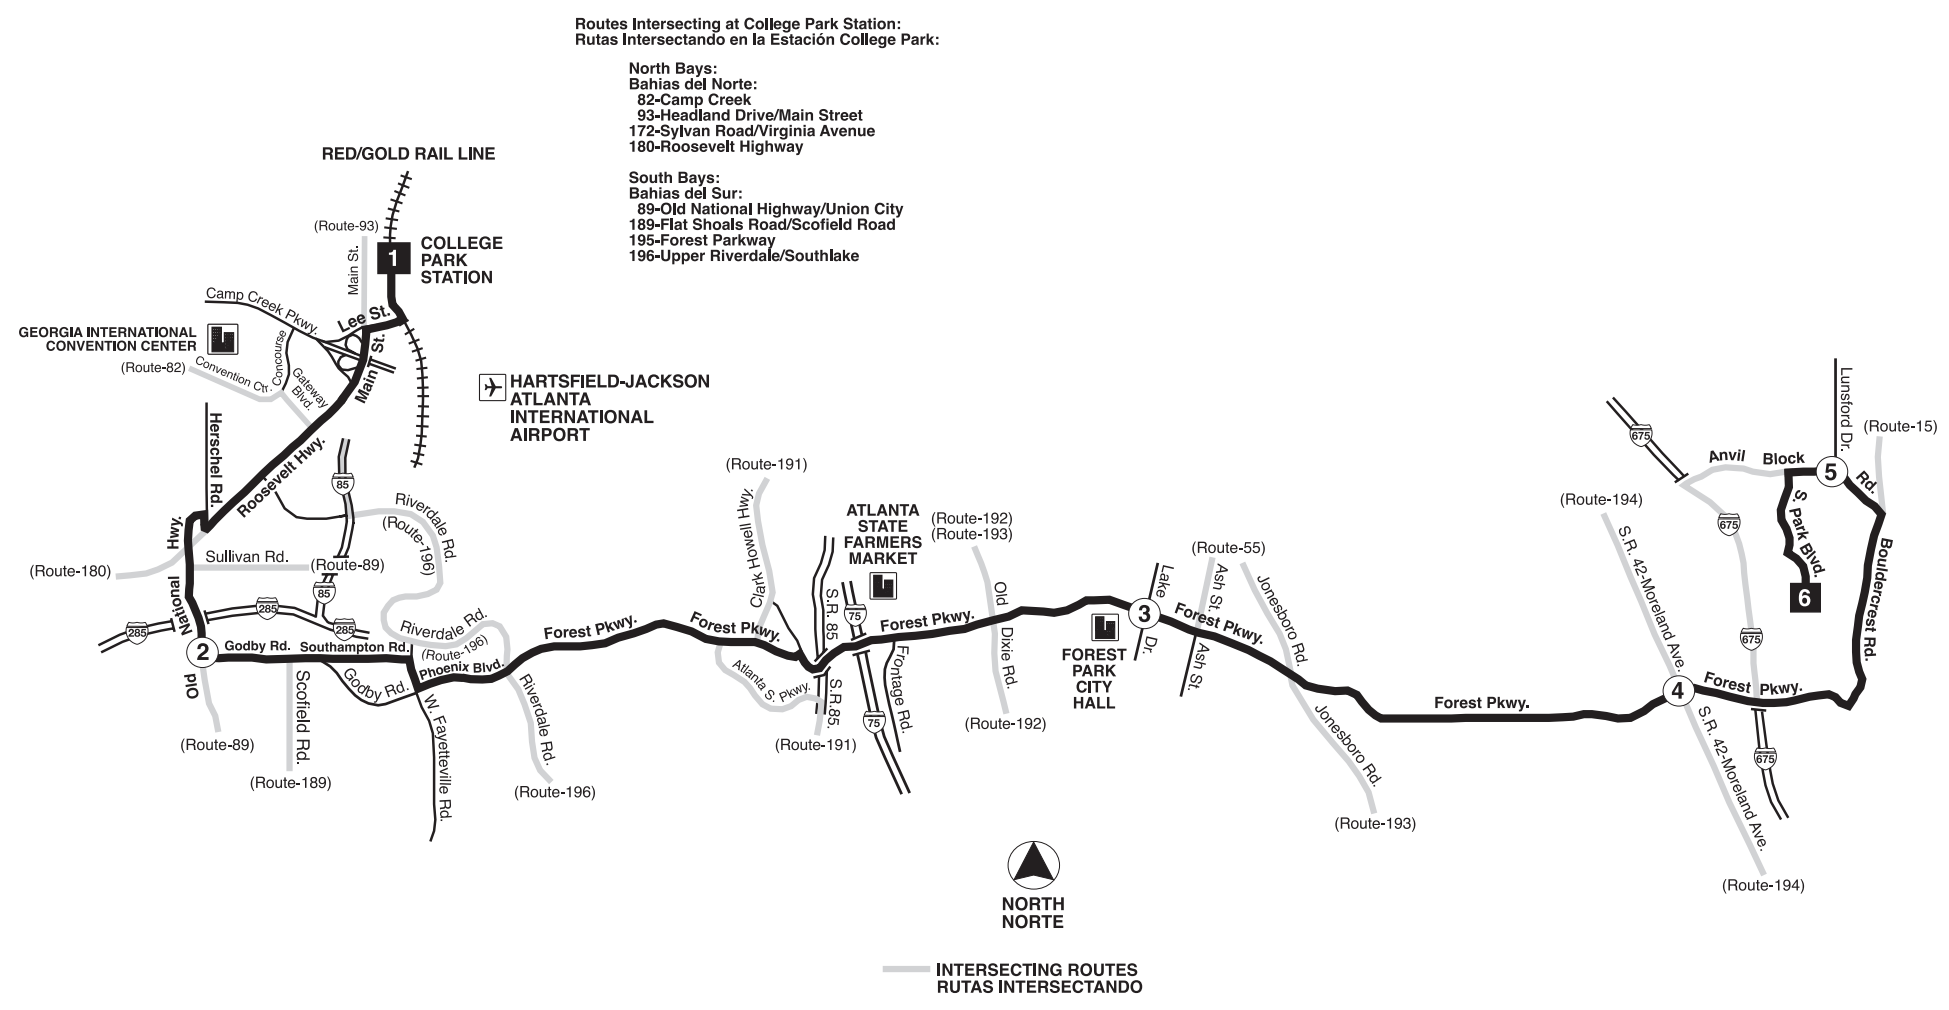 Routes Intersecting at College Park Station:
Rutas Intersectando en la Estación College Park:
North Bays:
Bahias del Norte:
82-Camp Creek
93-Headland Drive/Main Street
172-Sylvan Road/Virginia Avenue
180-Roosevelt Highway
South Bays:
Bahias del Sur:
89-Old National Highway/Union City
189-Flat Shoals Road/Scofield Road
195-Forest Parkway
196-Upper Riverdale/Southlake
RED/GOLD RAIL LINE
(Route-93)
Main St.
1
COLLEGE
PARK
STATION
Camp Creek Pkwy.
Lee St.
Main St.
GEORGIA INTERNATIONAL
CONVENTION CENTER
(Route-82)
Convention Ctr.
Concourse
Gateway
Blvd.
HARTSFIELD-JACKSON
ATLANTA
INTERNATIONAL
AIRPORT
Herschel Rd.
Roosevelt Hwy.
85
Riverdale Rd.
(Route-196)
Sullivan Rd.
(Route-89)
(Route-180)
Old National Hwy.
85
285
285
285
2
Godby Rd.
Southampton Rd.
Riverdale Rd.
(Route-196)
Phoenix Blvd.
Godby Rd.
Scofield Rd.
W. Fayetteville Rd.
Riverdale Rd.
(Route-89)
(Route-189)
(Route-196)
Forest Pkwy.
Forest Pkwy.
(Route-191)
Clark Howell Hwy.
Atlanta S. Pkwy.
(Route-191)
S.R. 85
S.R.85.
75
75
ATLANTA
STATE
FARMERS
MARKET
Forest Pkwy.
Frontage Rd.
(Route-192)
(Route-193)
Old
Dixie Rd.
(Route-192)
FOREST
PARK
CITY
HALL
3
Lake
Dr.
(Route-55)
Ash St.
Ash St.
Forest Pkwy.
Jonesboro Rd.
Jonesboro Rd.
(Route-193)
Forest Pkwy.
(Route-194)
S.R. 42-Moreland Ave.
4
S.R. 42-Moreland Ave.
(Route-194)
Forest Pkwy.
675
675
675
675
Anvil
Block
Rd.
5
Lunsford Dr.
(Route-15)
Bouldercrest Rd.
S. Park Blvd.
6
NORTH
NORTE
INTERSECTING ROUTES
RUTAS INTERSECTANDO